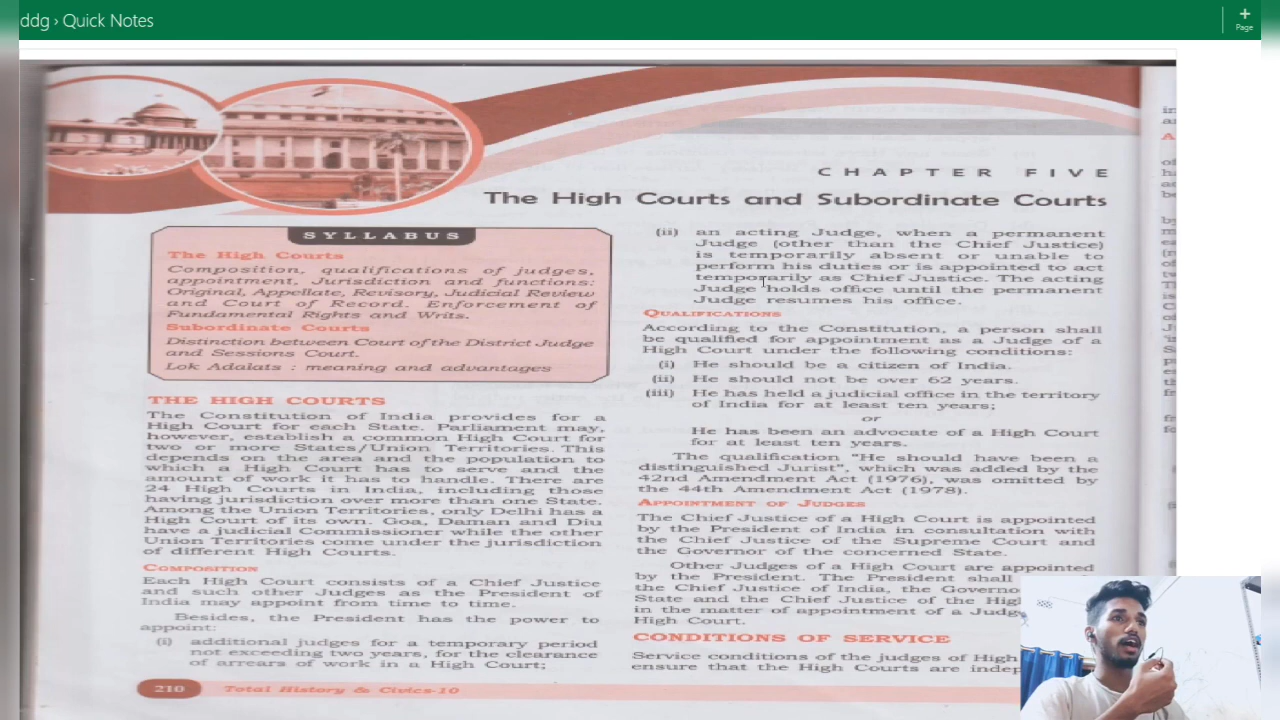 ddg › Quick Notes
+
Page
CHAPTER FIVE
The High Courts and Subordinate Courts
SYLLABUS
The High Courts
Composition, qualifications of judges,
appointment, Jurisdiction and functions:
Original, Appellate, Revisory, Judicial Review
and Court of Record. Enforcement of
Fundamental Rights and Writs.
Subordinate Courts
Distinction between Court of the District Judge
and Sessions Court.
Lok Adalats : meaning and advantages
THE HIGH COURTS
The Constitution of India provides for a
High Court for each State. Parliament may,
however, establish a common High Court for
two or more States/Union Territories. This
depends on the area and the population to
which a High Court has to serve and the
amount of work it has to handle. There are
24 High Courts in India, including those
having jurisdiction over more than one State.
Among the Union Territories, only Delhi has a
High Court of its own. Goa, Daman and Diu
have a judicial Commissioner while the other
Union Territories come under the jurisdiction
of different High Courts.
COMPOSITION
Each High Court consists of a Chief Justice
and such other Judges as the President of
India may appoint from time to time.
Besides, the President has the power to
appoint:
(i) additional judges for a temporary period
not exceeding two years, for the clearance
of arrears of work in a High Court;
(ii) an acting Judge, when a permanent
Judge (other than the Chief Justice)
is temporarily absent or unable to
perform his duties or is appointed to act
temporarily as Chief Justice. The acting
Judge holds office until the permanent
Judge resumes his office.
QUALIFICATIONS
According to the Constitution, a person shall
be qualified for appointment as a Judge of a
High Court under the following conditions:
(i) He should be a citizen of India.
(ii) He should not be over 62 years.
(iii) He has held a judicial office in the territory
of India for at least ten years;
or
He has been an advocate of a High Court
for at least ten years.
The qualification "He should have been a
distinguished Jurist", which was added by the
42nd Amendment Act (1976), was omitted by
the 44th Amendment Act (1978).
APPOINTMENT OF JUDGES
The Chief Justice of a High Court is appointed
by the President of India in consultation with
the Chief Justice of the Supreme Court and
the Governor of the concerned State.
Other Judges of a High Court are appointed
by the President. The President shall
the Chief Justice of India, the Governo
State and the Chief Justice of the Hig
in the matter of appointment of a Judg
High Court.
CONDITIONS OF SERVICE
Service conditions of the judges of High
ensure that the High Courts are indep
210 Total History & Civics-10